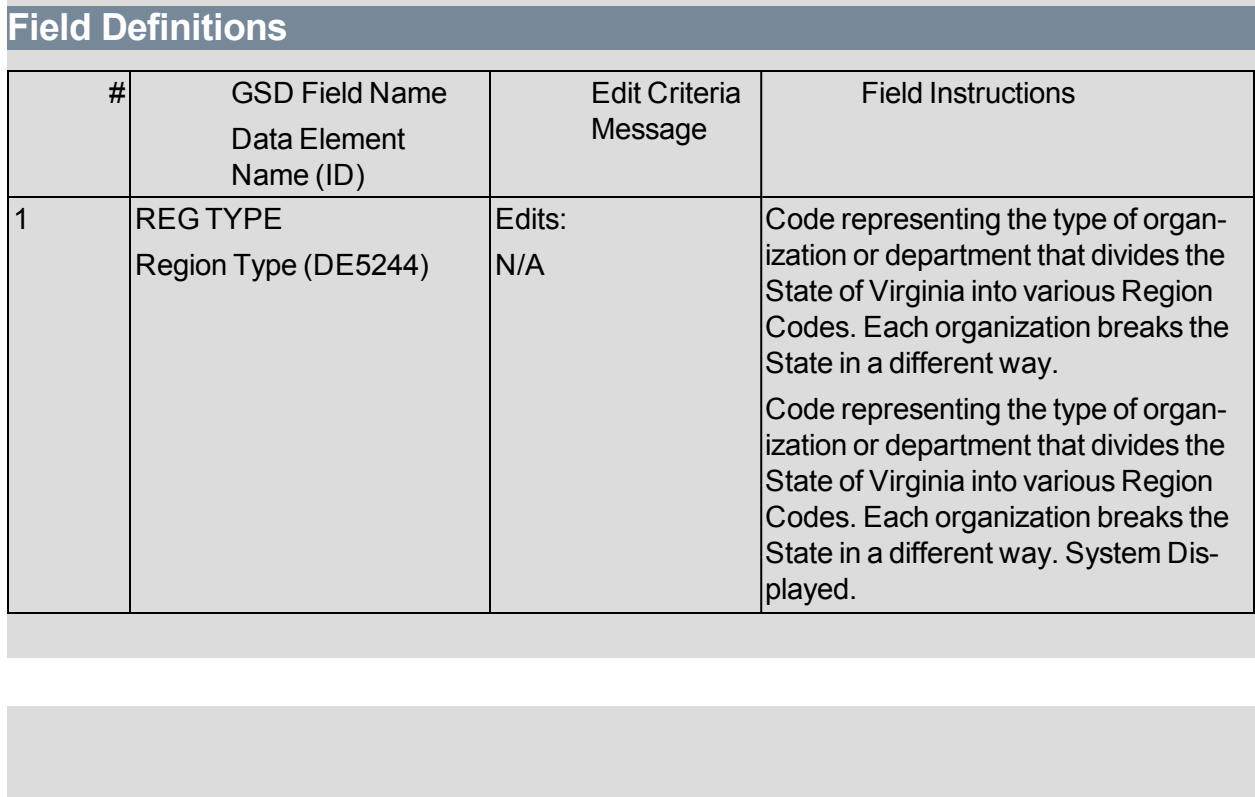 Field Definitions
#
GSD Field Name
Data Element
Name (ID)
Edit Criteria
Message
Field Instructions
1
REG TYPE
Region Type (DE5244)
Edits:
N/A
Code representing the type of organ-
ization or department that divides the
State of Virginia into various Region
Codes. Each organization breaks the
State in a different way.
Code representing the type of organ-
ization or department that divides the
State of Virginia into various Region
Codes. Each organization breaks the
State in a different way. System Dis-
played.